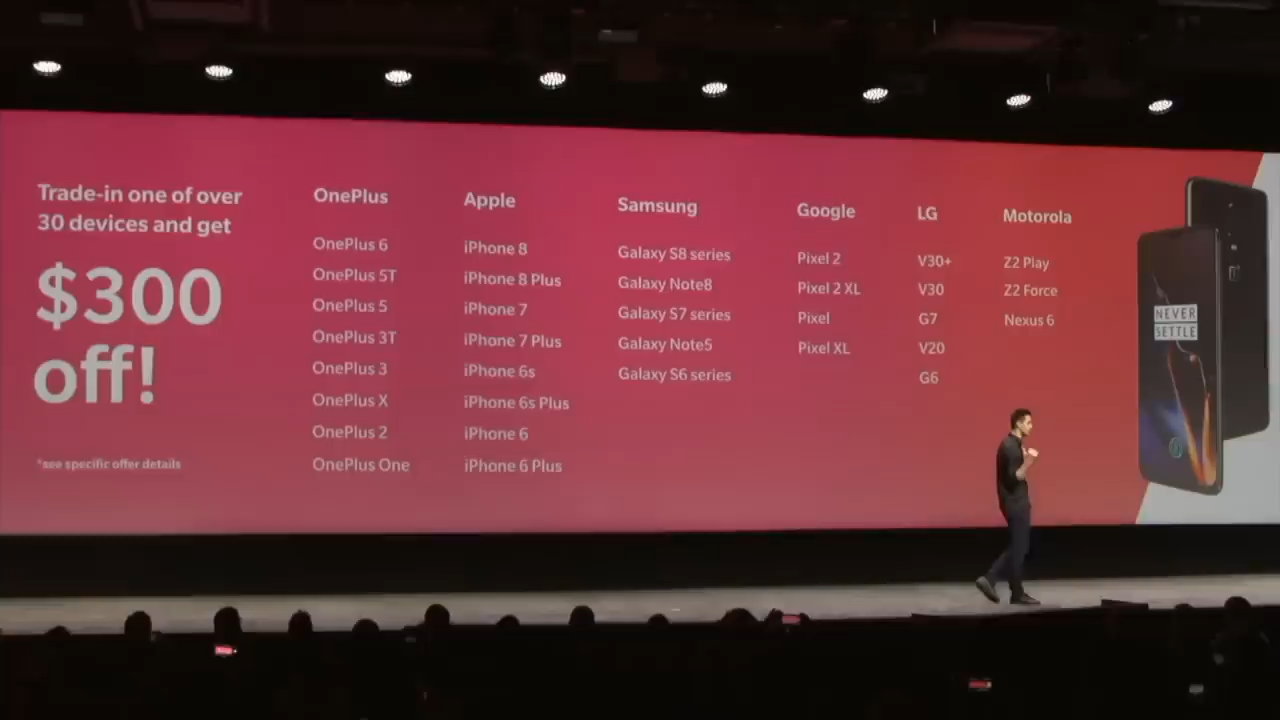 Trade-in one of over
30 devices and get
$300
off!
*see specific offer details
OnePlus
OnePlus 6
OnePlus 5T
OnePlus 5
OnePlus 3T
OnePlus 3
OnePlus X
OnePlus 2
OnePlus One
Apple
iPhone 8
iPhone 8 Plus
iPhone 7
iPhone 7 Plus
iPhone 6s
iPhone 6s Plus
iPhone 6
iPhone 6 Plus
Samsung
Galaxy S8 series
Galaxy Note8
Galaxy S7 series
Galaxy Note5
Galaxy S6 series
Google
Pixel 2
Pixel 2 XL
Pixel
Pixel XL
LG
V30+
V30
G7
V20
G6
Motorola
Z2 Play
Z2 Force
Nexus 6
NEVER
SETTLE